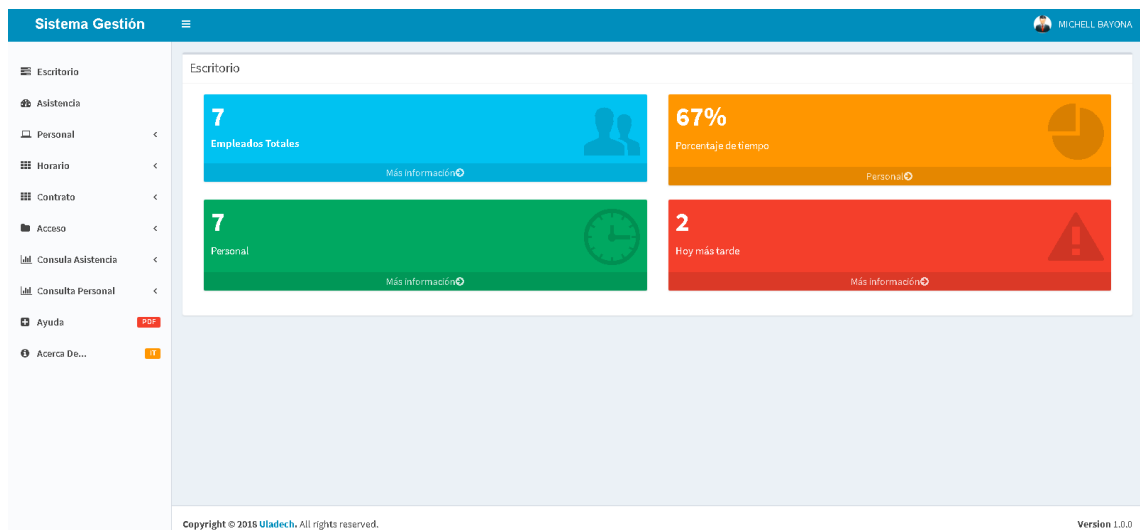 Sistema Gestión
MICHELL BAYONA
Escritorio
Asistencia
Personal
Horario
Contrato
Acceso
Consula Asistencia
Consulta Personal
Ayuda PDF
Acerca De... IT
Escritorio
7
Empleados Totales
Más información
67%
Porcentaje de tiempo
Personal
7
Personal
Más información
2
Hoy más tarde
Más información
Copyright © 2018 Uladech. All rights reserved.
Version 1.0.0